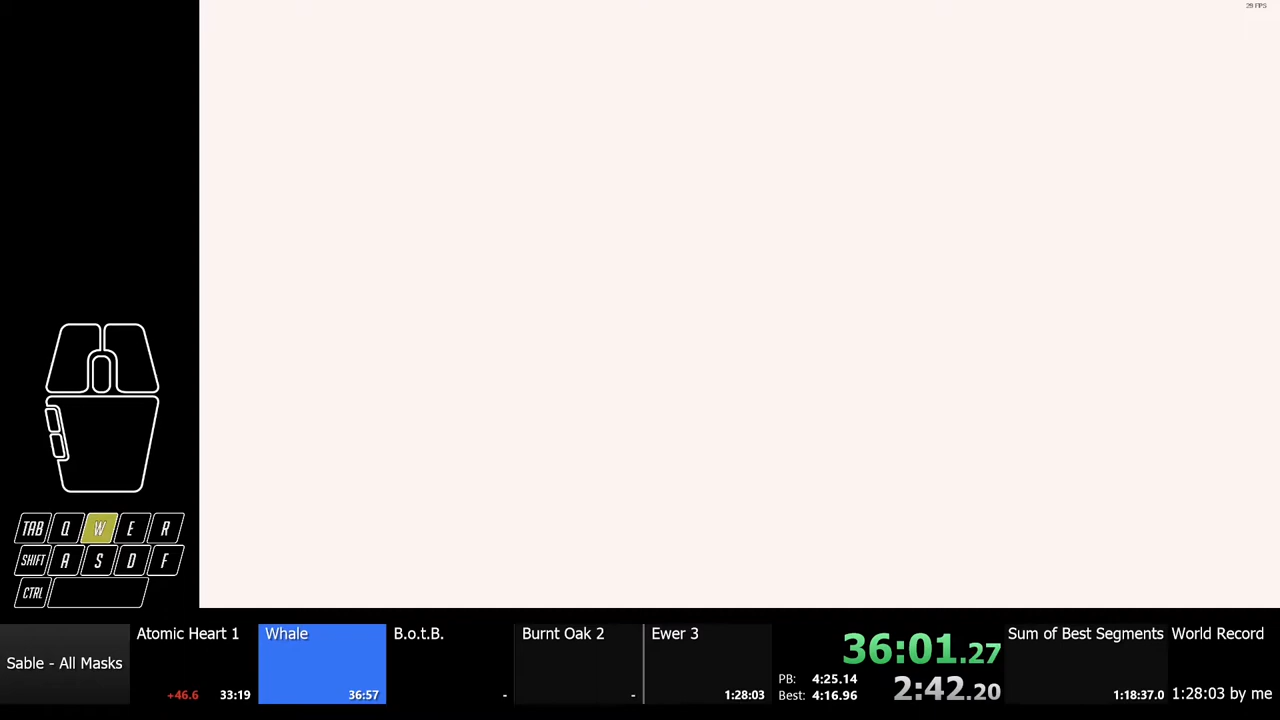 29 FPS
TAB Q W E R
SHIFT A S D F
CTRL
Sable - All Masks
Atomic Heart 1
+46.6 33:19
Whale
36:57
B.o.t.B.
-
Burnt Oak 2
-
Ewer 3
1:28:03
36:01.27
PB: 4:25.14
Best: 4:16.96
2:42.20
Sum of Best Segments
1:18:37.0
World Record
1:28:03 by me